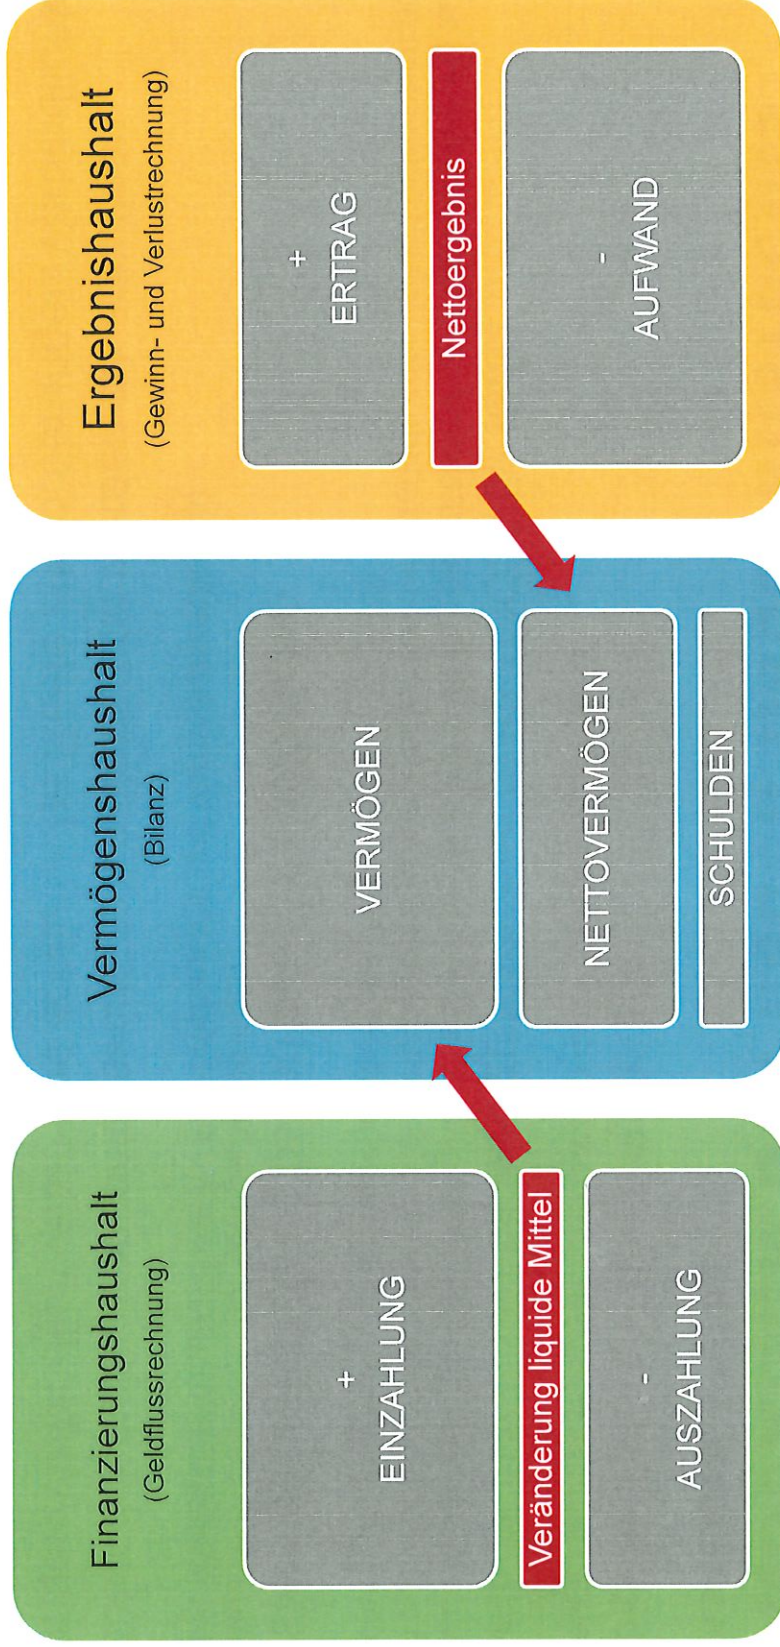 Finanzierungshaushalt
(Geldflussrechnung)
+
EINZAHLUNG
Veränderung liquide Mittel
-
AUSZAHLUNG
Vermögenshaushalt
(Bilanz)
VERMÖGEN
NETTOVERMÖGEN
SCHULDEN
Ergebnishaushalt
(Gewinn- und Verlustrechnung)
+
ERTRAG
Nettoergebnis
-
AUFWAND